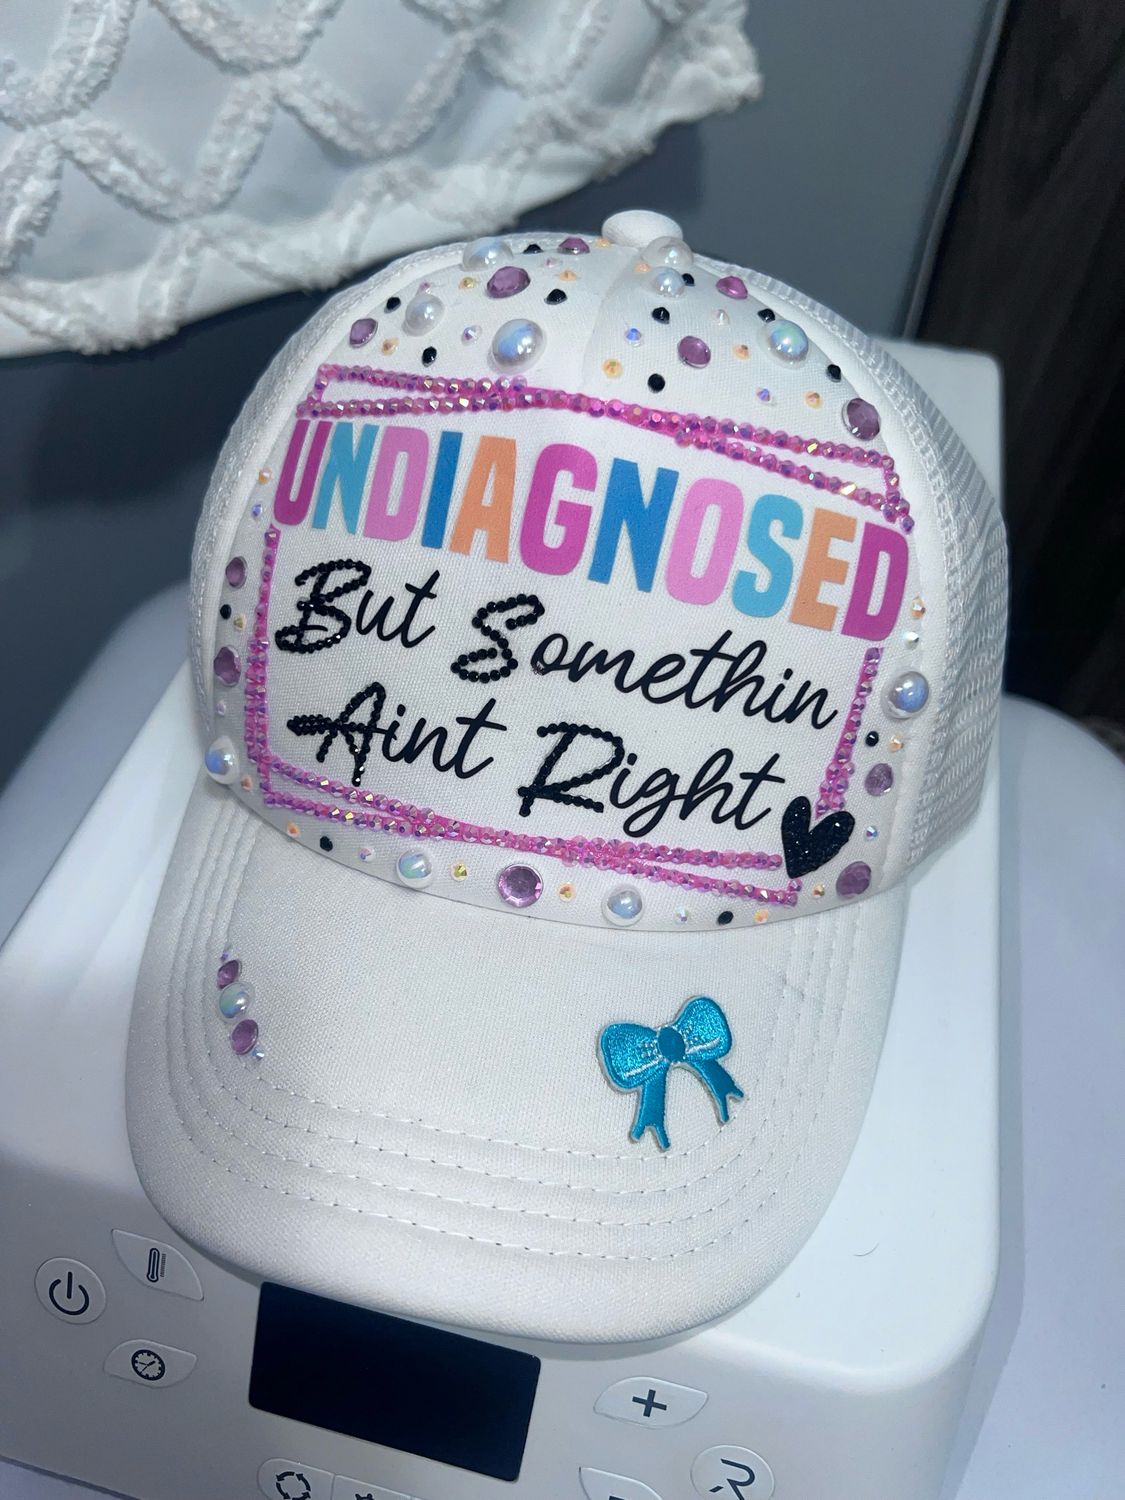 UNDIAGNOSED
But Somethin
Aint Right
R